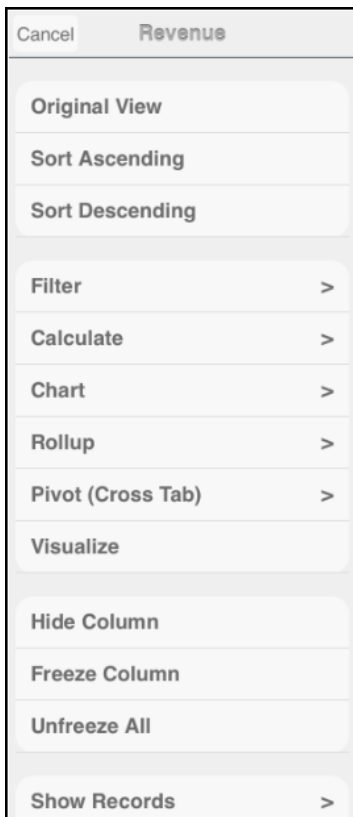 Cancel Revenue
Original View
Sort Ascending
Sort Descending
Filter >
Calculate >
Chart >
Rollup >
Pivot (Cross Tab) >
Visualize
Hide Column
Freeze Column
Unfreeze All
Show Records >